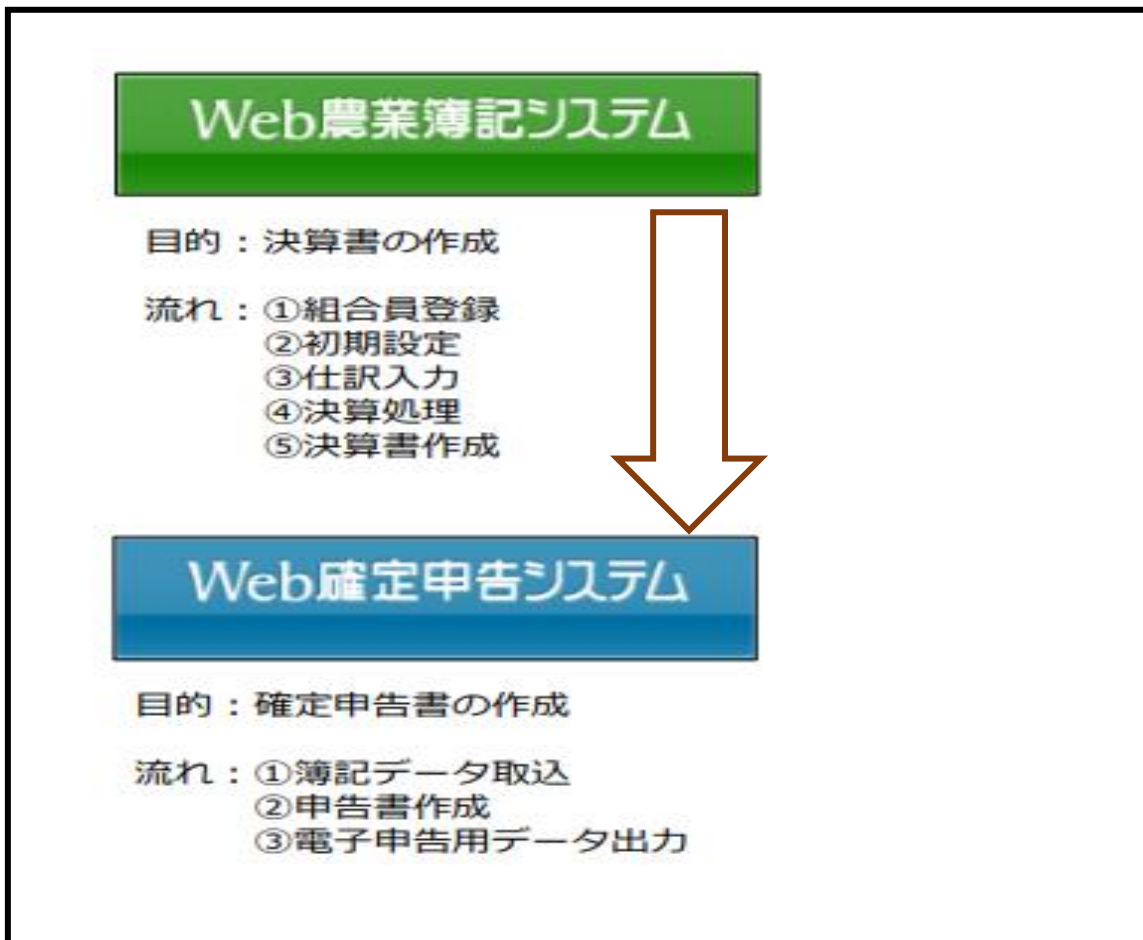 Web農業簿記システム
目的：決算書の作成
流れ：①組合員登録
②初期設定
③仕訳入力
④決算処理
⑤決算書作成
Web確定申告システム
目的：確定申告書の作成
流れ：①簿記データ取込
②申告書作成
③電子申告用データ出力